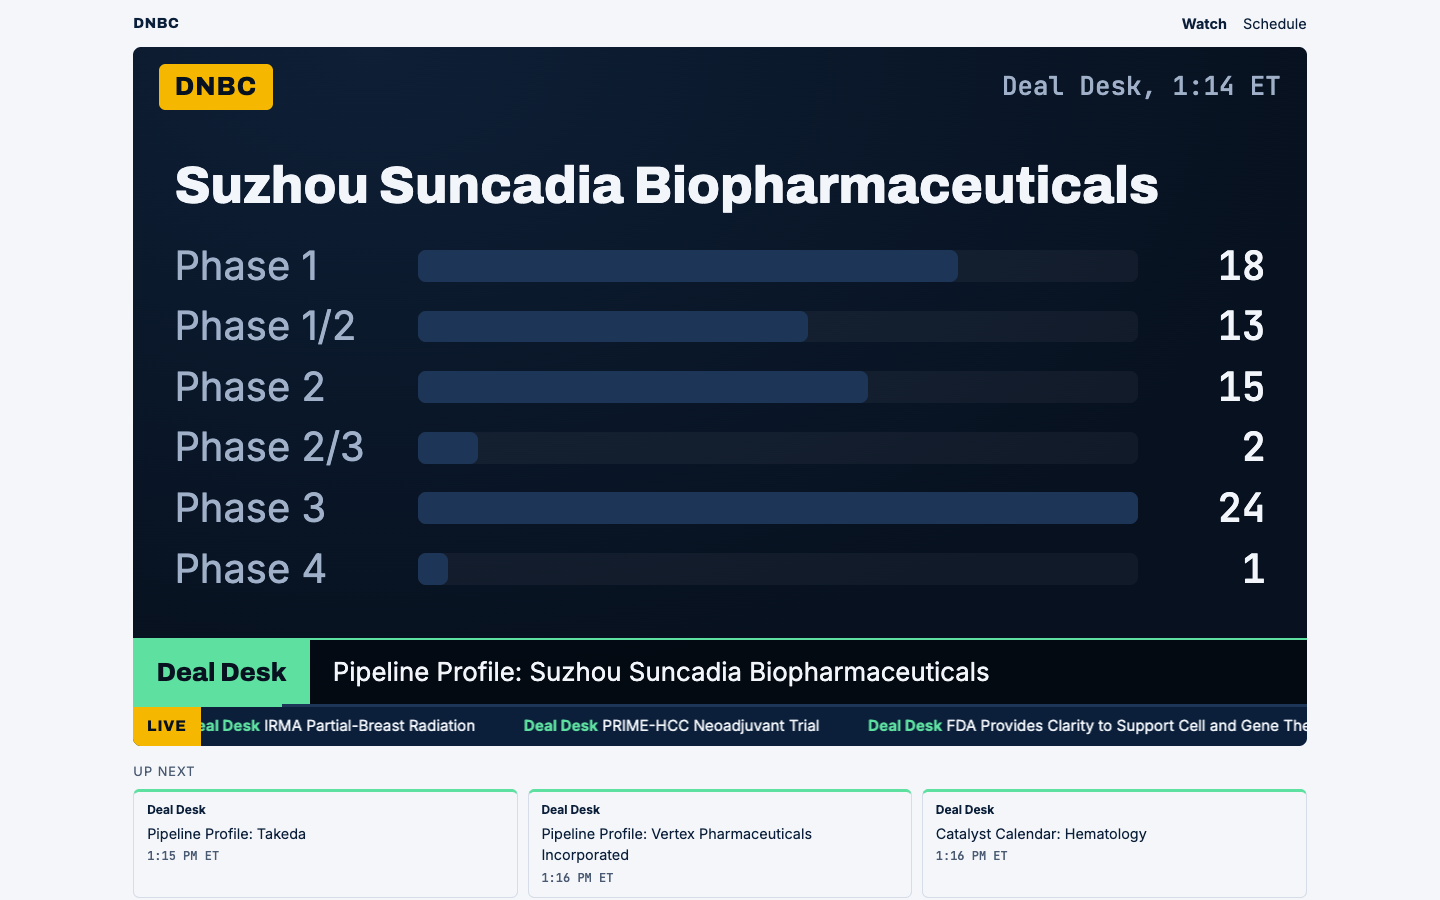 DNBC
Watch Schedule
DNBC
Deal Desk, 1:14 ET
Suzhou Suncadia Biopharmaceuticals
Phase 1 18
Phase 1/2 13
Phase 2 15
Phase 2/3 2
Phase 3 24
Phase 4 1
Deal Desk Pipeline Profile: Suzhou Suncadia Biopharmaceuticals
LIVE Desk IRMA Partial-Breast Radiation Deal Desk PRIME-HCC Neoadjuvant Trial Deal Desk FDA Provides Clarity to Support Cell and Gene
UP NEXT
Deal Desk
Pipeline Profile: Takeda
1:15 PM ET
Deal Desk
Pipeline Profile: Vertex Pharmaceuticals
Incorporated
1:16 PM ET
Deal Desk
Catalyst Calendar: Hematology
1:16 PM ET